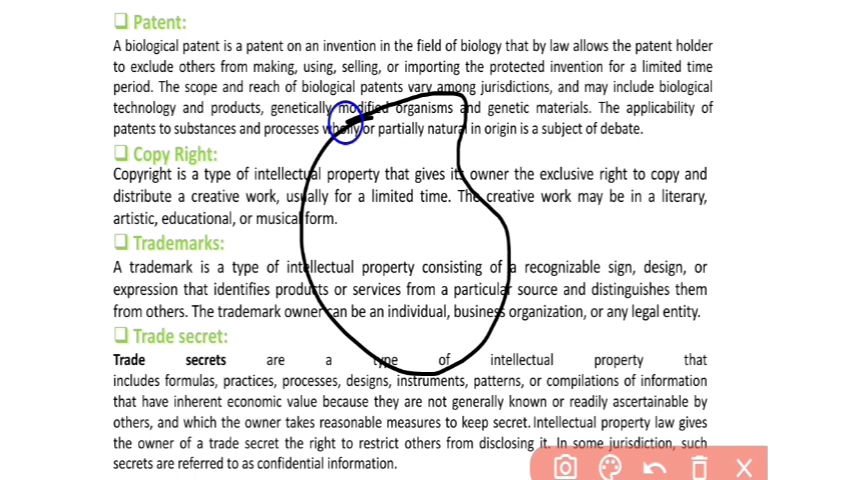 Patent:
A biological patent is a patent on an invention in the field of biology that by law allows the patent holder
to exclude others from making, using, selling, or importing the protected invention for a limited time
period. The scope and reach of biological patents vary among jurisdictions, and may include biological
technology and products, genetically modified organisms and genetic materials. The applicability of
patents to substances and processes wholly or partially natural in origin is a subject of debate.
Copy Right:
Copyright is a type of intellectual property that gives its owner the exclusive right to copy and
distribute a creative work, usually for a limited time. The creative work may be in a literary,
artistic, educational, or musical form.
Trademarks:
A trademark is a type of intellectual property consisting of a recognizable sign, design, or
expression that identifies products or services from a particular source and distinguishes them
from others. The trademark owner can be an individual, business organization, or any legal entity.
Trade secret:
Trade secrets are a type of intellectual property that
includes formulas, practices, processes, designs, instruments, patterns, or compilations of information
that have inherent economic value because they are not generally known or readily ascertainable by
others, and which the owner takes reasonable measures to keep secret. Intellectual property law gives
the owner of a trade secret the right to restrict others from disclosing it. In some jurisdiction, such
secrets are referred to as confidential information.